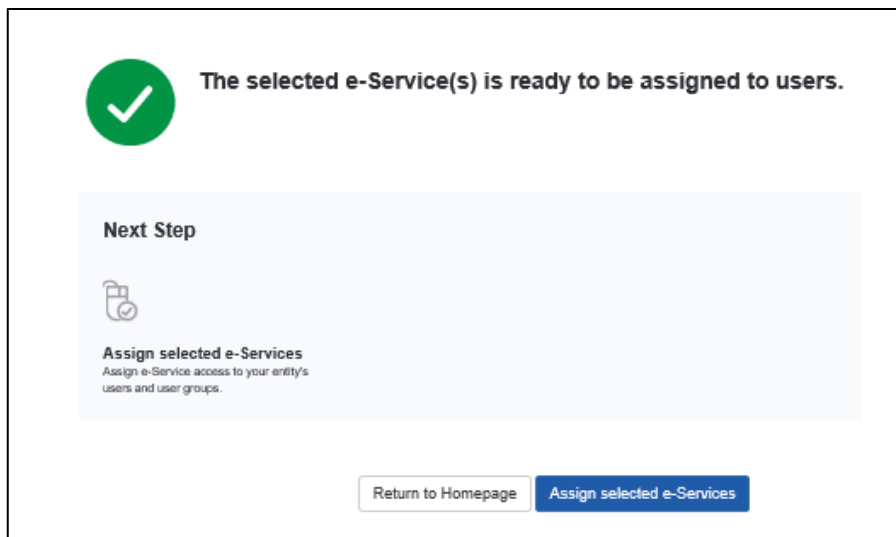 The selected e-Service(s) is ready to be assigned to users.
Next Step
Assign selected e-Services
Assign e-Service access to your entity's
users and user groups.
Return to Homepage
Assign selected e-Services